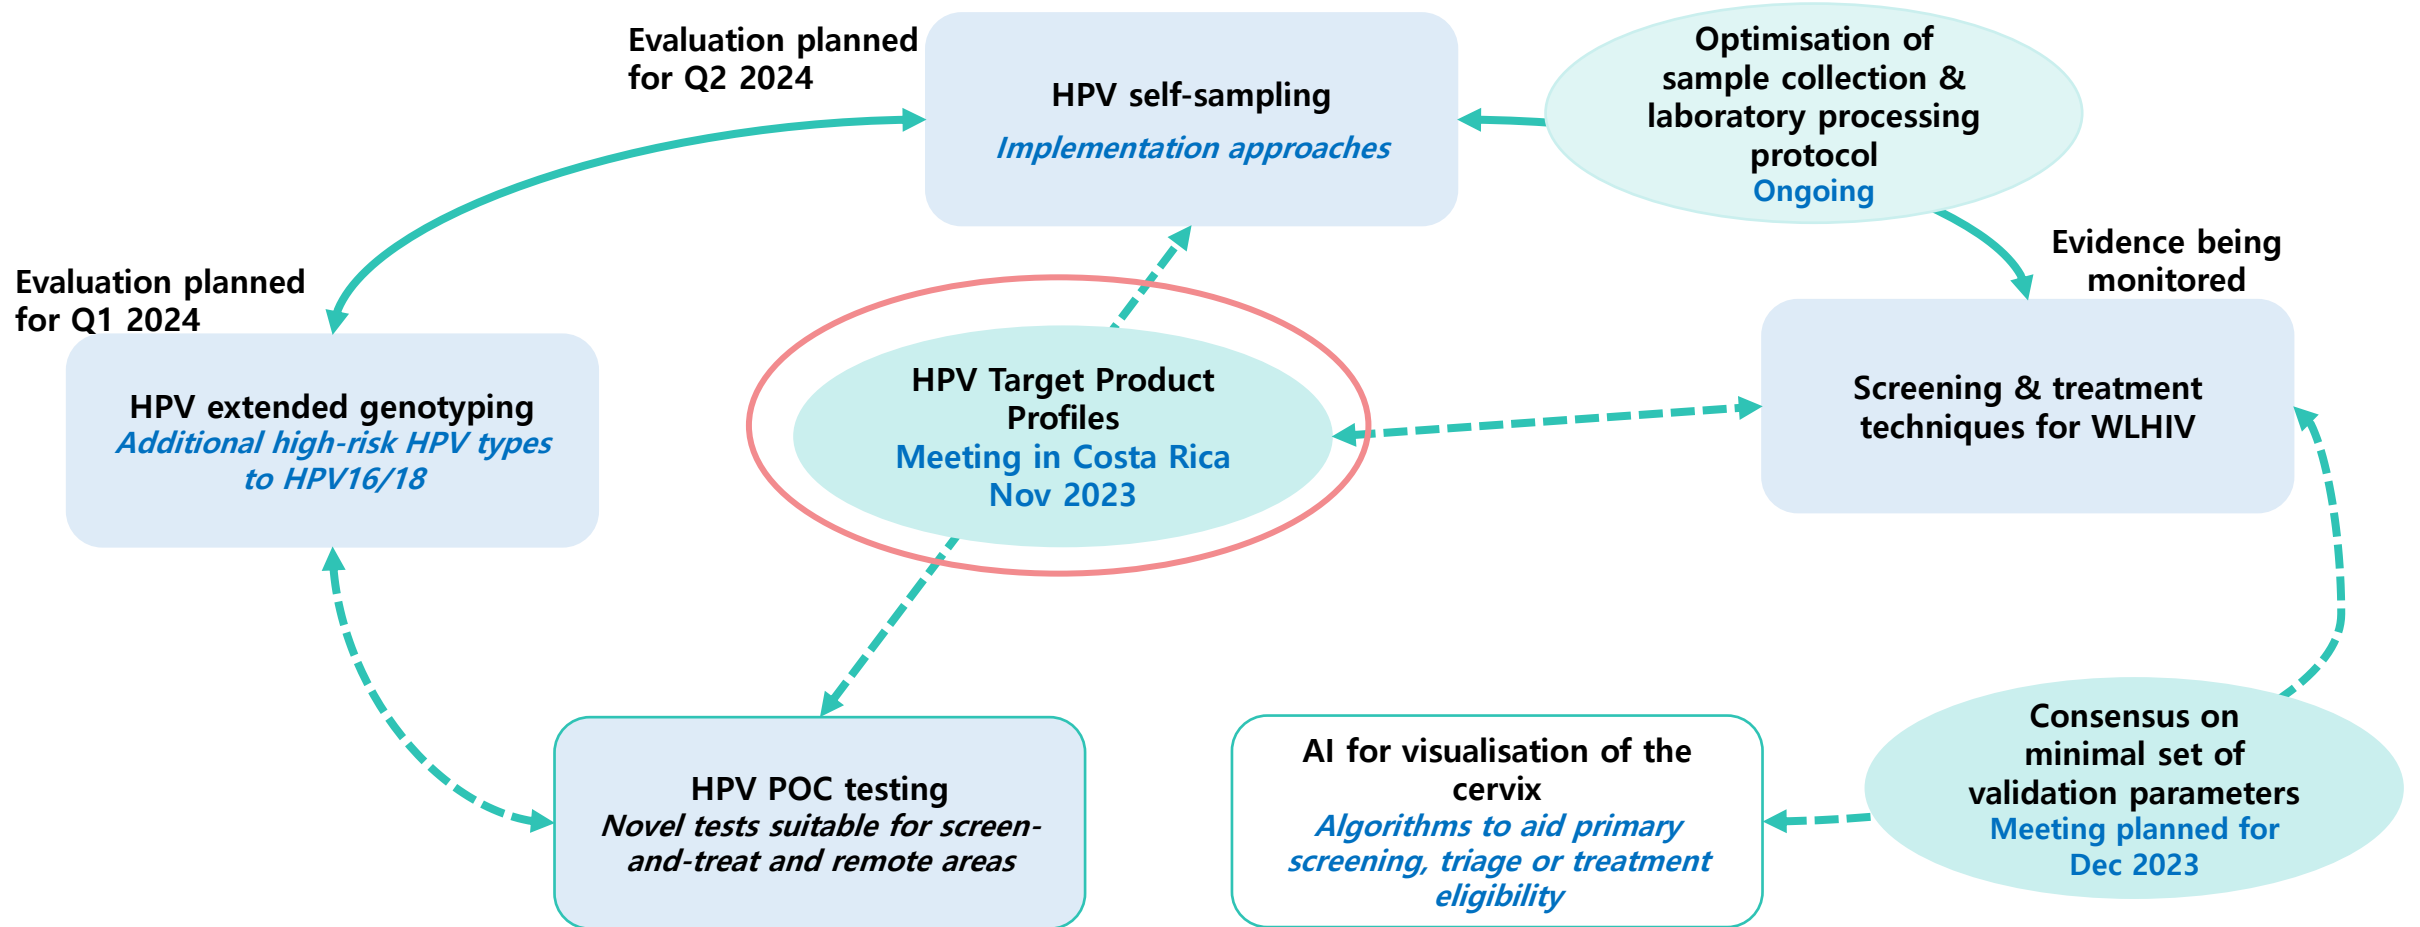 Evaluation planned
for Q2 2024
HPV self-sampling
Implementation approaches
Optimisation of
sample collection &
laboratory processing
protocol
Ongoing
Evidence being
monitored
Evaluation planned
for Q1 2024
HPV extended genotyping
Additional high-risk HPV types
to HPV16/18
HPV Target Product
Profiles
Meeting in Costa Rica
Nov 2023
Screening & treatment
techniques for WLHIV
HPV POC testing
Novel tests suitable for screen-
and-treat and remote areas
AI for visualisation of the
cervix
Algorithms to aid primary
screening, triage or treatment
eligibility
Consensus on
minimal set of
validation parameters
Meeting planned for
Dec 2023